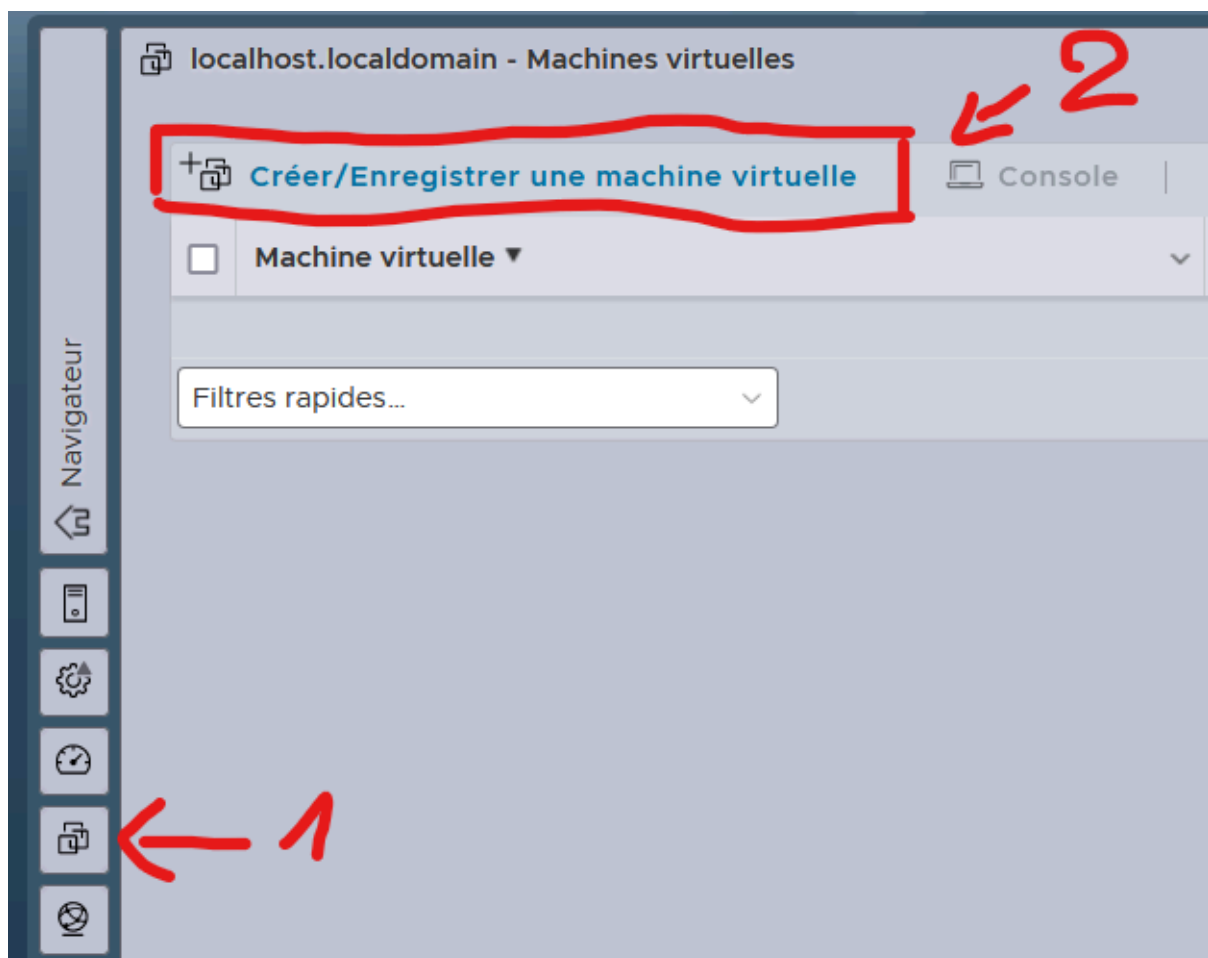 localhost.localdomain - Machines virtuelles
2
Créer/Enregistrer une machine virtuelle Console
Machine virtuelle
Filtres rapides...
Navigateur
1